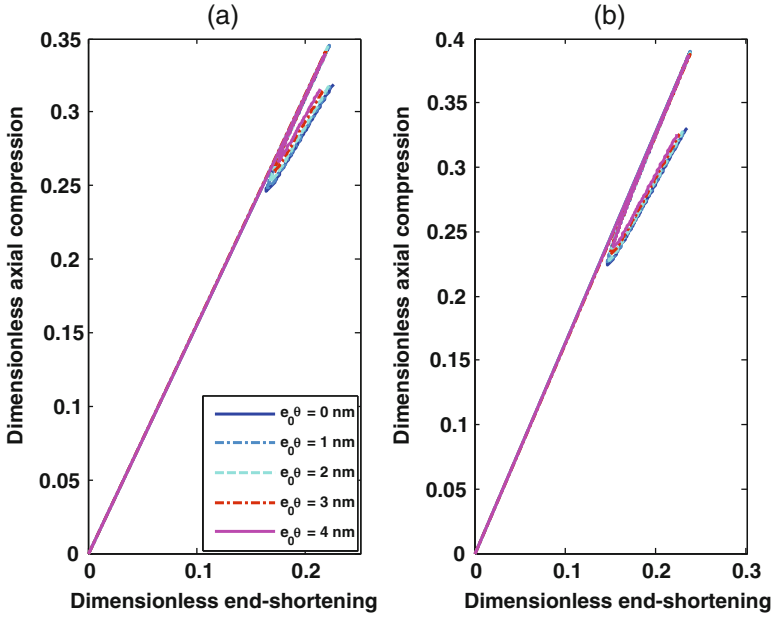 (a)
0.35
0.3
0.25
0.2
0.15
0.1
0.05
0
Dimensionless axial compression
e₀θ = 0 nm
e₀θ = 1 nm
e₀θ = 2 nm
e₀θ = 3 nm
e₀θ = 4 nm
0 0.1 0.2
Dimensionless end-shortening
(b)
0.4
0.35
0.3
0.25
0.2
0.15
0.1
0.05
0
Dimensionless axial compression
0 0.1 0.2 0.3
Dimensionless end-shortening